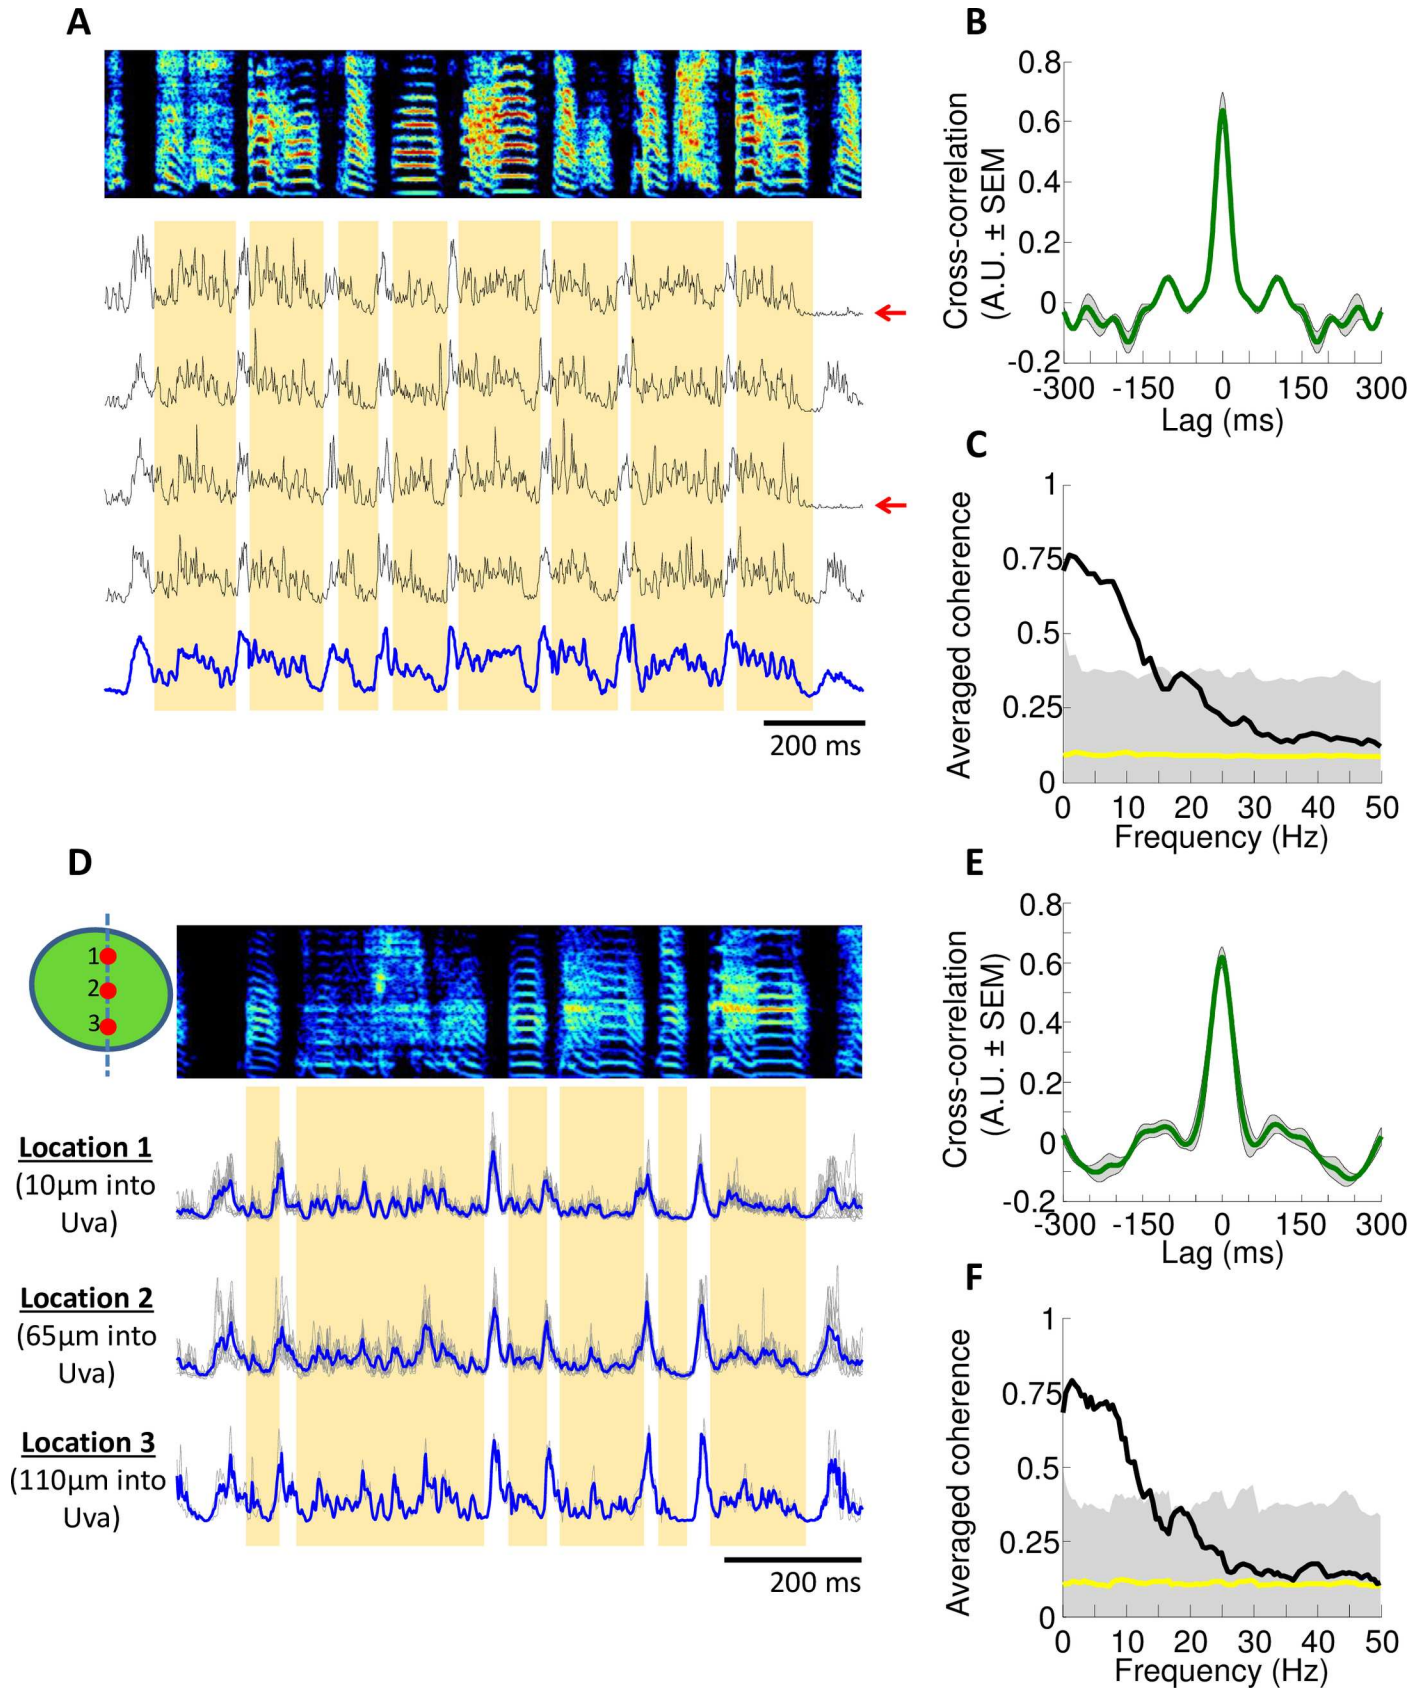 A
200 ms
B
Cross-correlation
(A.U. ± SEM
0.8
0.6
0.4
0.2
0
-0.2
-300 -150 0 150 300
Lag (ms)
C
Averaged coherence
1
0.75
0.5
0.25
0
0 10 20 30 40 50
Frequency (Hz)
D
1
2
3
Location 1
(10µm into
Uva)
Location 2
(65µm into
Uva)
Location 3
(110µm into
Uva)
200 ms
E
Cross-correlation
(A.U. ± SEM)
0.8
0.6
0.4
0.2
0
-0.2
-300 -150 0 150 300
Lag (ms)
F
Averaged coherence
1
0.75
0.5
0.25
0
0 10 20 30 40 50
Frequency (Hz)